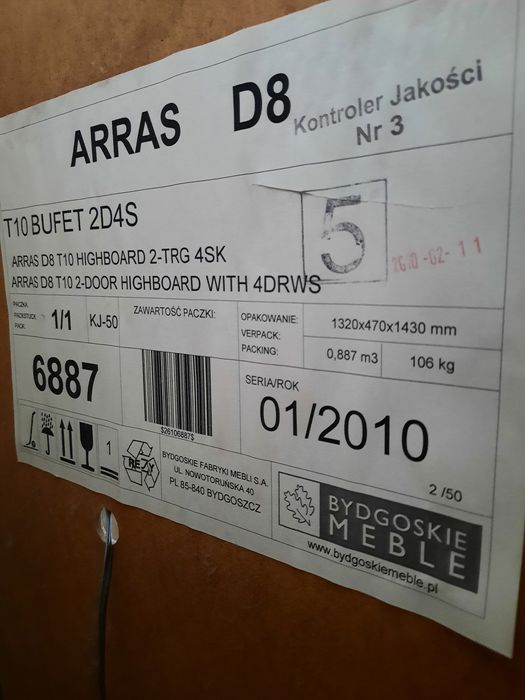 ARRAS D8
Kontroler Jakości
Nr 3
T10 BUFET 2D4S
5
2010 -02- 11
ARRAS D8 T10 HIGHBOARD 2-TRG 4SK
ARRAS D8 T10 2-DOOR HIGHBOARD WITH 4DRWS
PACZKA
PACKSTUCK
PACK:
1/1
KJ-50
ZAWARTOŚĆ PACZKI:
OPAKOWANIE:
VERPACK:
PACKING:
1320x470x1430 mm
0,887 m3
106 kg
6887
$26106887$
SERIA/ROK
01/2010
1
RESY
BYDGOSKIE FABRYKI MEBLI S.A.
UL. NOWOTORUŃSKA 40
PL 85-840 BYDGOSZCZ
2 /50
BYDGOSKIE
MEBLE
www.bydgoskiemeble.pl